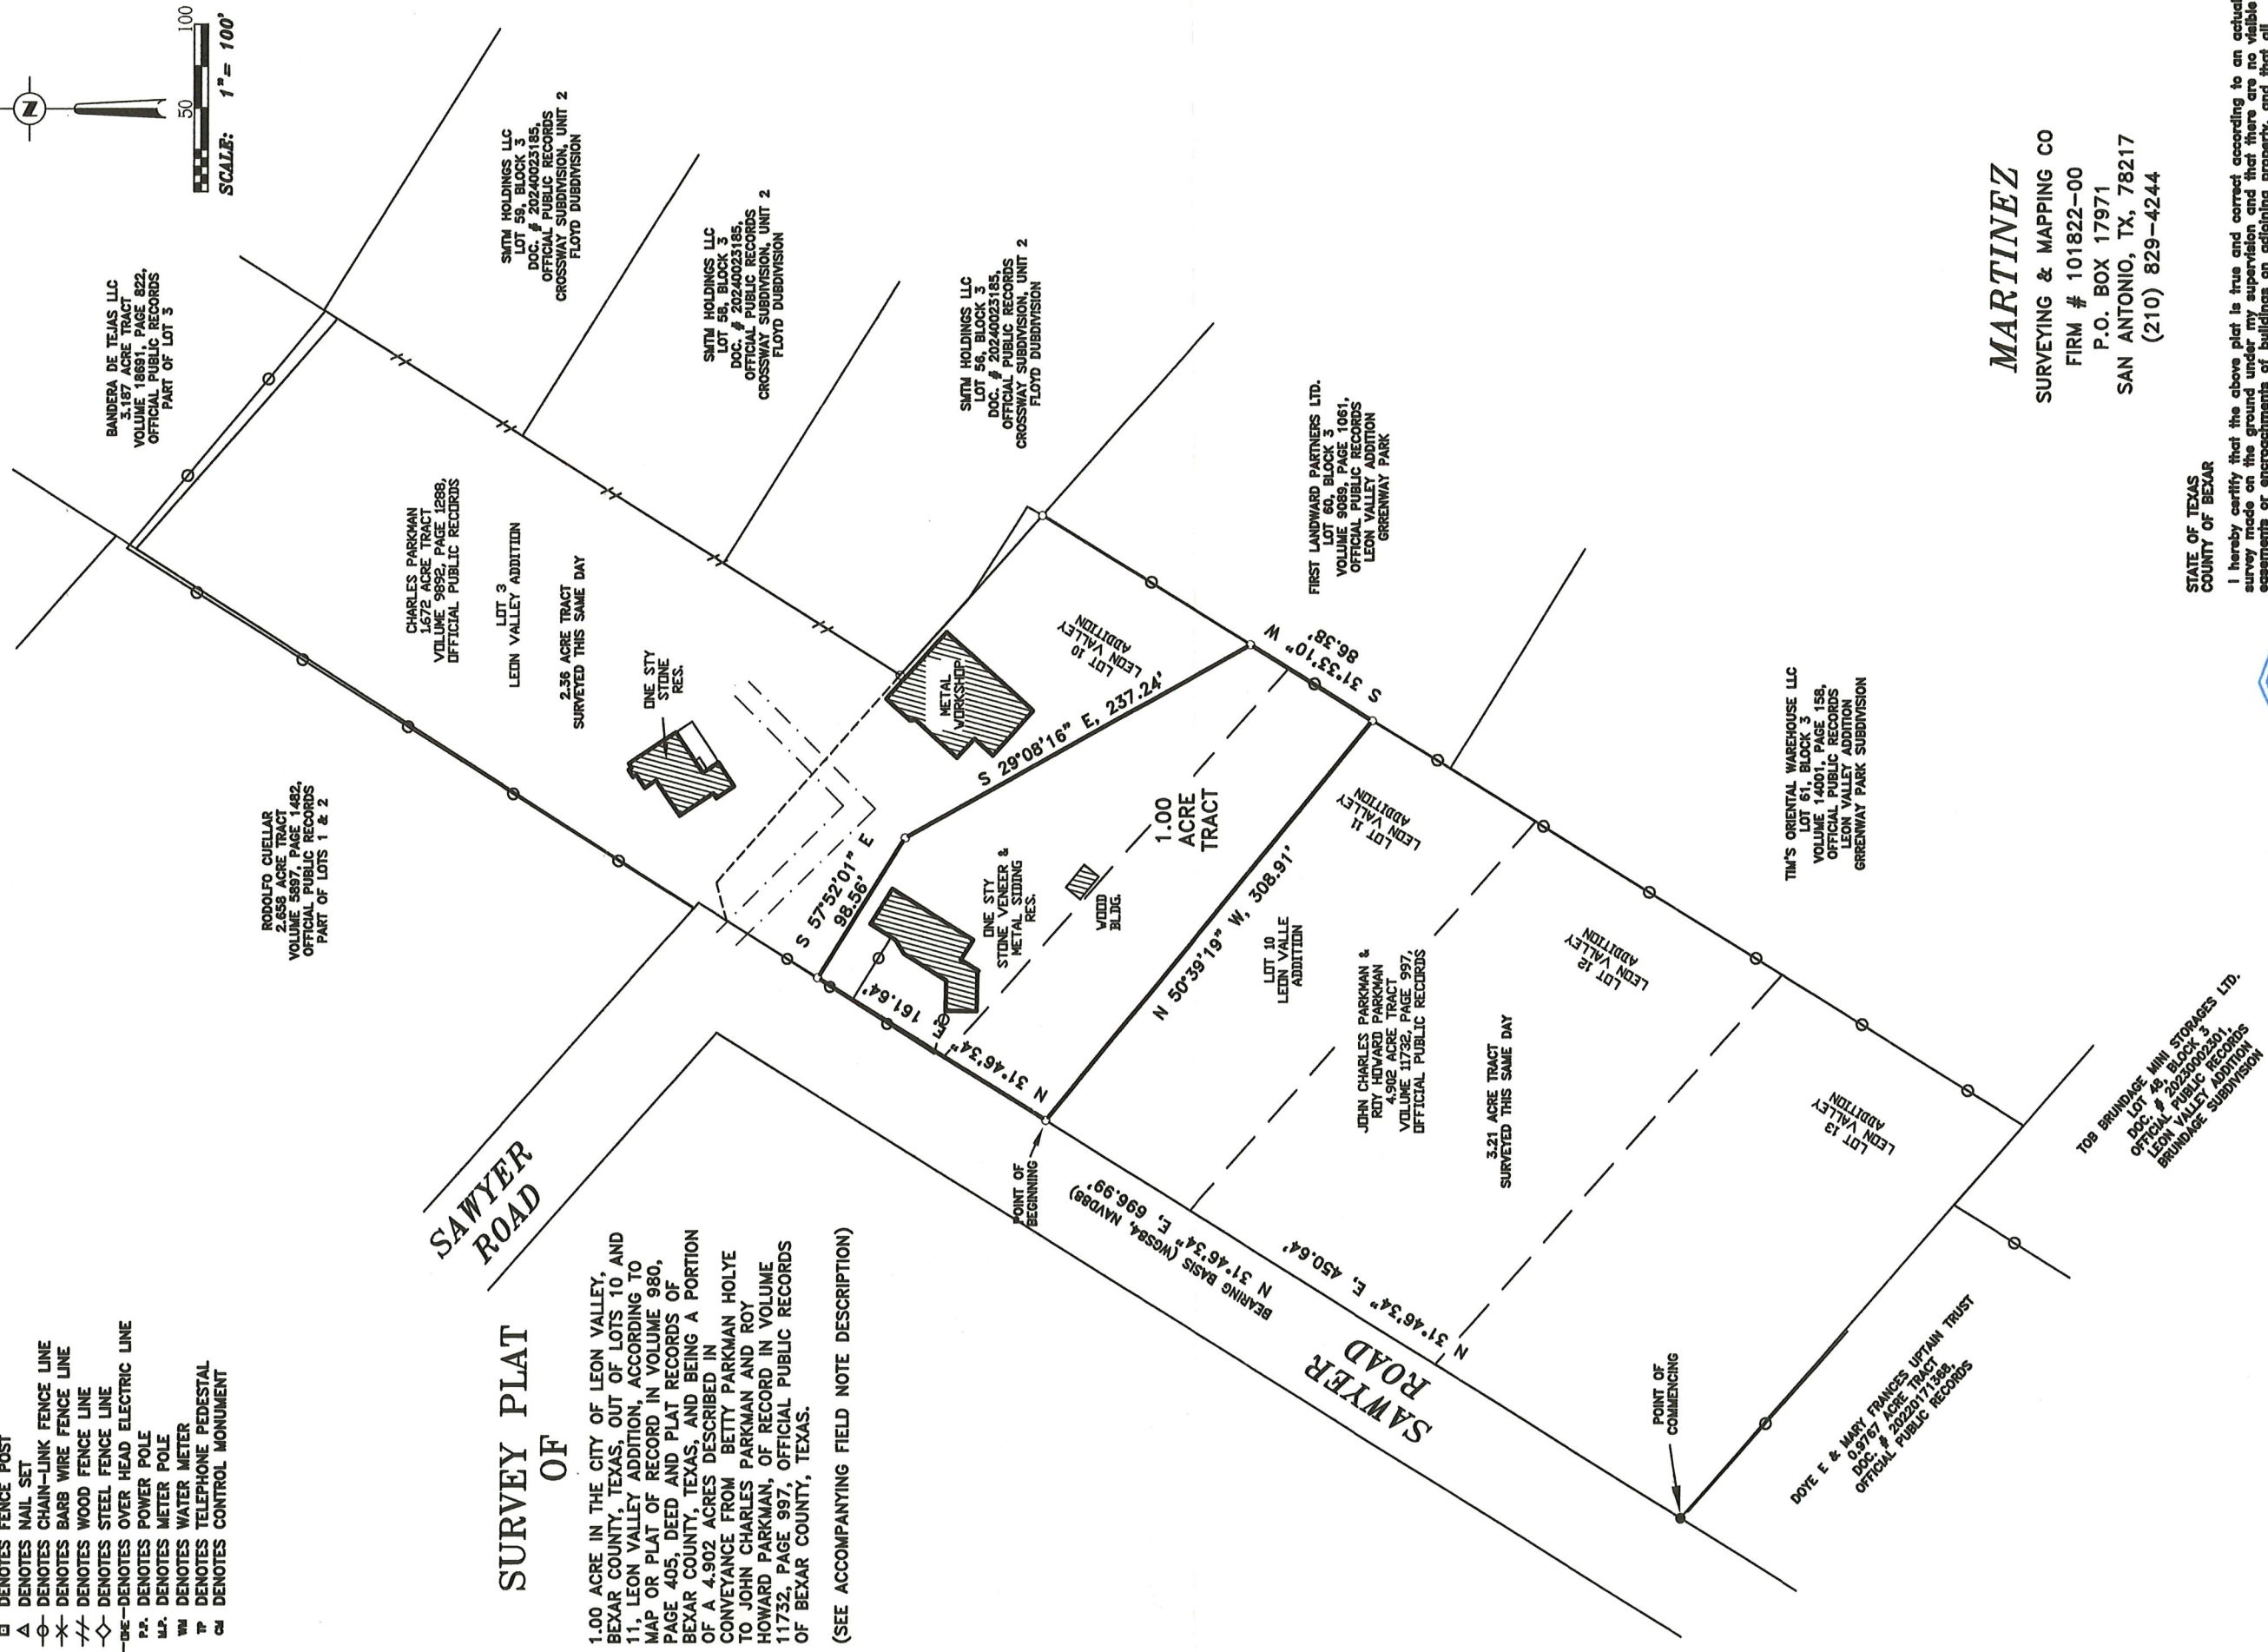 DENOTES FENCE POST
DENOTES NAIL SET
DENOTES CHAIN-LINK FENCE LINE
DENOTES BARB WIRE FENCE LINE
DENOTES WOOD FENCE LINE
DENOTES STEEL FENCE LINE
-OHE- DENOTES OVER HEAD ELECTRIC LINE
P.P. DENOTES POWER POLE
M.P. DENOTES METER POLE
WM DENOTES WATER METER
TP DENOTES TELEPHONE PEDESTAL
CM DENOTES CONTROL MONUMENT
N
50 100
SCALE: 1"= 100'
SURVEY PLAT
OF
1.00 ACRE IN THE CITY OF LEON VALLEY,
BEXAR COUNTY, TEXAS, OUT OF LOTS 10 AND
11, LEON VALLEY ADDITION, ACCORDING TO
MAP OR PLAT OF RECORD IN VOLUME 980,
PAGE 405, DEED AND PLAT RECORDS OF
BEXAR COUNTY, TEXAS, AND BEING A PORTION
OF A 4.902 ACRES DESCRIBED IN
CONVEYANCE FROM BETTY PARKMAN HOLYE
TO JOHN CHARLES PARKMAN AND ROY
HOWARD PARKMAN, OF RECORD IN VOLUME
11732, PAGE 997, OFFICIAL PUBLIC RECORDS
OF BEXAR COUNTY, TEXAS.
(SEE ACCOMPANYING FIELD NOTE DESCRIPTION)
BANDERA DE TEJAS LLC
3.187 ACRE TRACT
VOLUME 18691, PAGE 822,
OFFICIAL PUBLIC RECORDS
PART OF LOT 3
RODOLFO CUELLAR
2.658 ACRE TRACT
VOLUME 5897, PAGE 1482,
OFFICIAL PUBLIC RECORDS
PART OF LOTS 1 & 2
CHARLES PARKMAN
1.672 ACRE TRACT
VOLUME 9892, PAGE 1288,
OFFICIAL PUBLIC RECORDS
LOT 3
LEON VALLEY ADDITION
2.36 ACRE TRACT
SURVEYED THIS SAME DAY
ONE STY
STONE
RES.
SMTM HOLDINGS LLC
LOT 59, BLOCK 3
DOC. # 20240023185,
OFFICIAL PUBLIC RECORDS
CROSSWAY SUBDIVISION, UNIT 2
FLOYD DUBDIVISION
SMTM HOLDINGS LLC
LOT 58, BLOCK 3
DOC. # 20240023185,
OFFICIAL PUBLIC RECORDS
CROSSWAY SUBDIVISION, UNIT 2
FLOYD DUBDIVISION
SMTM HOLDINGS LLC
LOT 56, BLOCK 3
DOC. # 20240023185,
OFFICIAL PUBLIC RECORDS
CROSSWAY SUBDIVISION, UNIT 2
FLOYD DUBDIVISION
SAWYER
ROAD
METAL
WORKSHOP
LOT 10
LEON VALLEY
ADDITION
S 57°52'01" E
98.56'
S 29°08'16" E, 237.24'
S 31°33'10" W
86.38'
N 31°46'34" E
161.64'
ONE STY
STONE VENEER &
METAL SIDING
RES.
WOOD
BLDG.
1.00
ACRE
TRACT
N 50°39'19" W, 308.91'
POINT OF
BEGINNING
FIRST LANDWARD PARTNERS LTD.
LOT 60, BLOCK 3
VOLUME 9089, PAGE 1061,
OFFICIAL PUBLIC RECORDS
LEON VALLEY ADDITION
GRRENWAY PARK
LOT 11
LEON VALLEY
ADDITION
LOT 10
LEON VALLE
ADDITION
BEARING BASIS (WGS84, NAVD88)
N 31°46'34" E, 696.99'
N 31°46'34" E, 450.64'
JOHN CHARLES PARKMAN &
ROY HOWARD PARKMAN
4.902 ACRE TRACT
VOLUME 11732, PAGE 997,
OFFICIAL PUBLIC RECORDS
3.21 ACRE TRACT
SURVEYED THIS SAME DAY
LOT 12
LEON VALLEY
ADDITION
LOT 13
LEON VALLEY
ADDITION
SAWYER
ROAD
POINT OF
COMMENCING
TIM'S ORIENTAL WAREHOUSE LLC
LOT 61, BLOCK 3
VOLUME 14001, PAGE 158,
OFFICIAL PUBLIC RECORDS
LEON VALLEY ADDITION
GRRENWAY PARK SUBDIVISION
DOYE E & MARY FRANCES UPTAIN TRUST
0.9767 ACRE TRACT
DOC. # 20220171368,
OFFICIAL PUBLIC RECORDS
TOB BRUNDAGE MINI STORAGES LTD.
LOT 48, BLOCK 3
DOC. # 20230002301,
OFFICIAL PUBLIC RECORDS
LEON VALLEY ADDITION
BRUNDAGE SUBDIVISION
MARTINEZ
SURVEYING & MAPPING CO
FIRM # 101822-00
P.O. BOX 17971
SAN ANTONIO, TX, 78217
(210) 829-4244
STATE OF TEXAS
COUNTY OF BEXAR
I hereby certify that the above plat is true and correct according to an actual
survey made on the ground under my supervision and that there are no visible
easements or encroachments of buildings on adjoining property, and that all